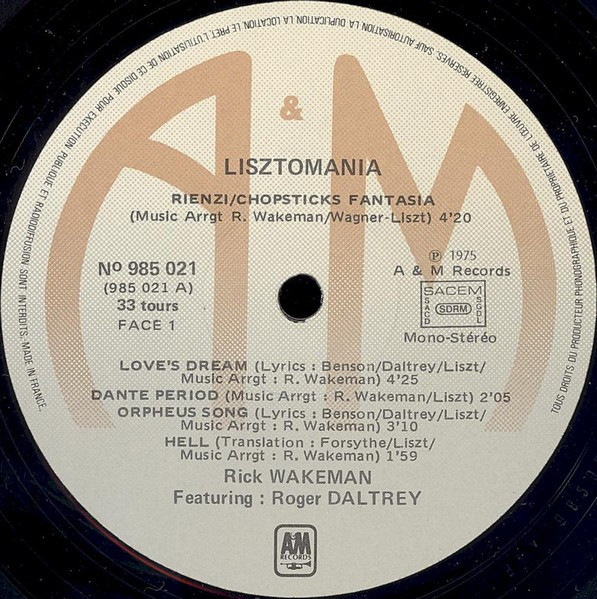 TOUS DROITS DU PRODUCTEUR PHONOGRAPHIQUE ET DU PROPRIETAIRE DE L'ŒUVRE ENREGISTREE RESERVES. SAUF AUTORISATION LA DUPLICATION, LA LOCATION, LE PRET, L'UTILISATION DE CE DISQUE POUR EXECUTION PUBLIQUE ET RADIODIFFUSION SONT INTERDITS. MADE IN FRANCE.
A & M
LISZTOMANIA
RIENZI/CHOPSTICKS FANTASIA
(Music Arrgt R. Wakeman/Wagner-Liszt) 4'20
Nº 985 021
(985 021 A)
33 tours
FACE 1
℗ 1975
A & M Records
SACEM
SACD
SDRM
SGDL
Mono-Stéréo
LOVE'S DREAM (Lyrics : Benson/Daltrey/Liszt/
Music Arrgt : R. Wakeman) 4'25
DANTE PERIOD (Music Arrgt : R. Wakeman/Liszt) 2'05
ORPHEUS SONG (Lyrics : Benson/Daltrey/Liszt/
Music Arrgt : R. Wakeman) 3'10
HELL (Translation : Forsythe/Liszt/
Music Arrgt : R. Wakeman) 1'59
Rick WAKEMAN
Featuring : Roger DALTREY
A&M
RECORDS